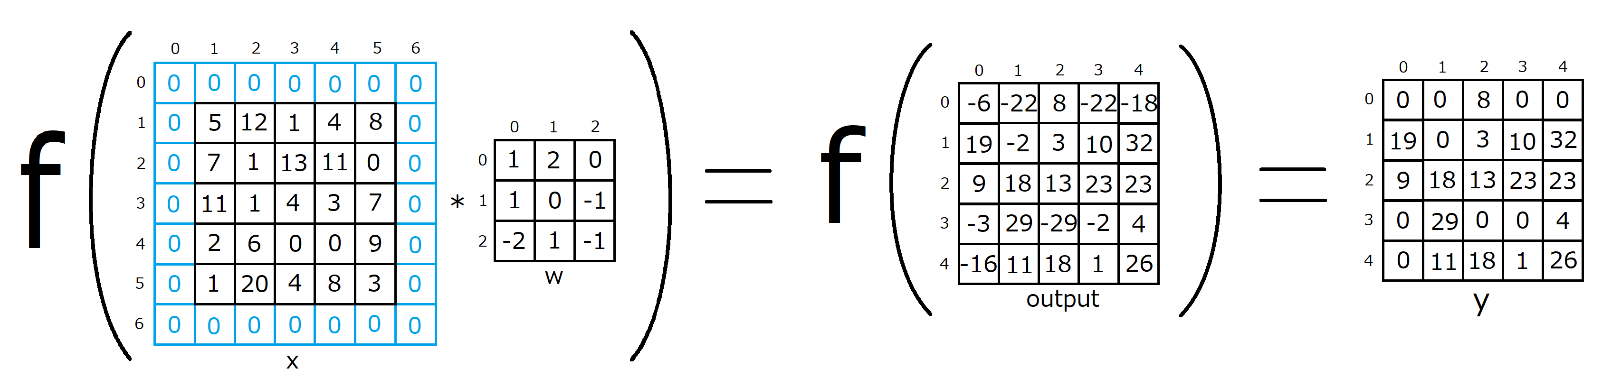 f ( x * w ) = f ( output ) = y
0 1 2 3 4 5 6
0 0 0 0 0 0 0 0
1 0 5 12 1 4 8 0
2 0 7 1 13 11 0 0
3 0 11 1 4 3 7 0
4 0 2 6 0 0 9 0
5 0 1 20 4 8 3 0
6 0 0 0 0 0 0 0
x
*
0 1 2
0 1 2 0
1 1 0 -1
2 -2 1 -1
w
0 1 2 3 4
0 -6 -22 8 -22 -18
1 19 -2 3 10 32
2 9 18 13 23 23
3 -3 29 -29 -2 4
4 -16 11 18 1 26
output
0 1 2 3 4
0 0 0 8 0 0
1 19 0 3 10 32
2 9 18 13 23 23
3 0 29 0 0 4
4 0 11 18 1 26
y